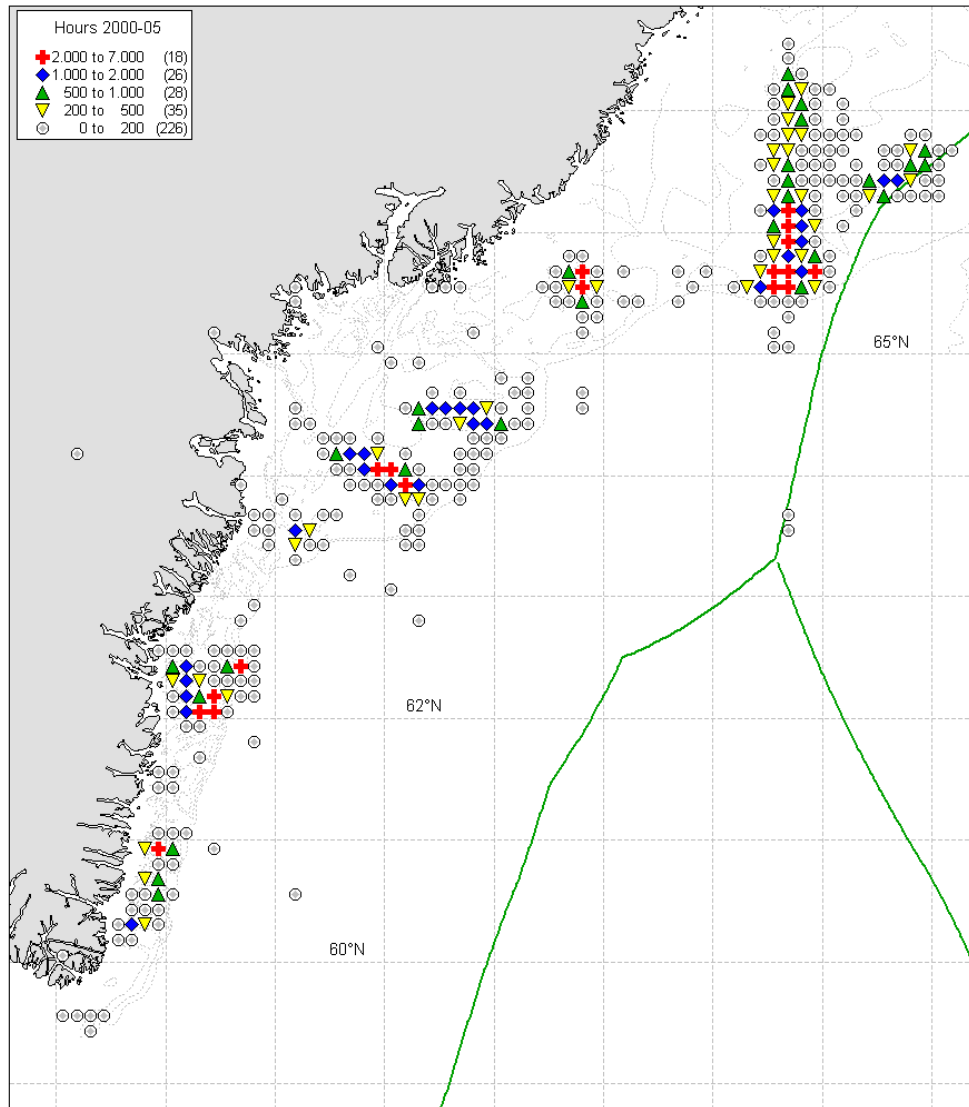 Hours 2000-05
2.000 to 7.000 (18)
1.000 to 2.000 (26)
500 to 1.000 (28)
200 to 500 (35)
0 to 200 (226)
65°N
62°N
60°N